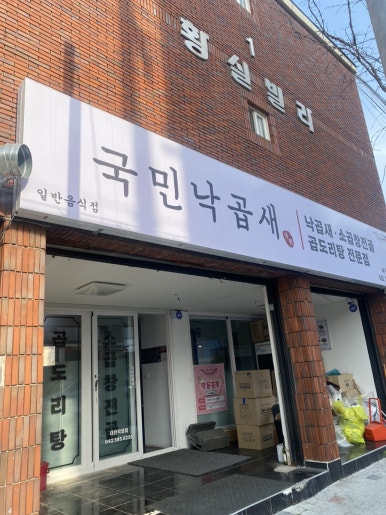 1
황실빌라
일반음식점
국민낙곱새
낙곱새·소곱창전골
곱도리탕 전문점
곱도리탕
소곱창전골